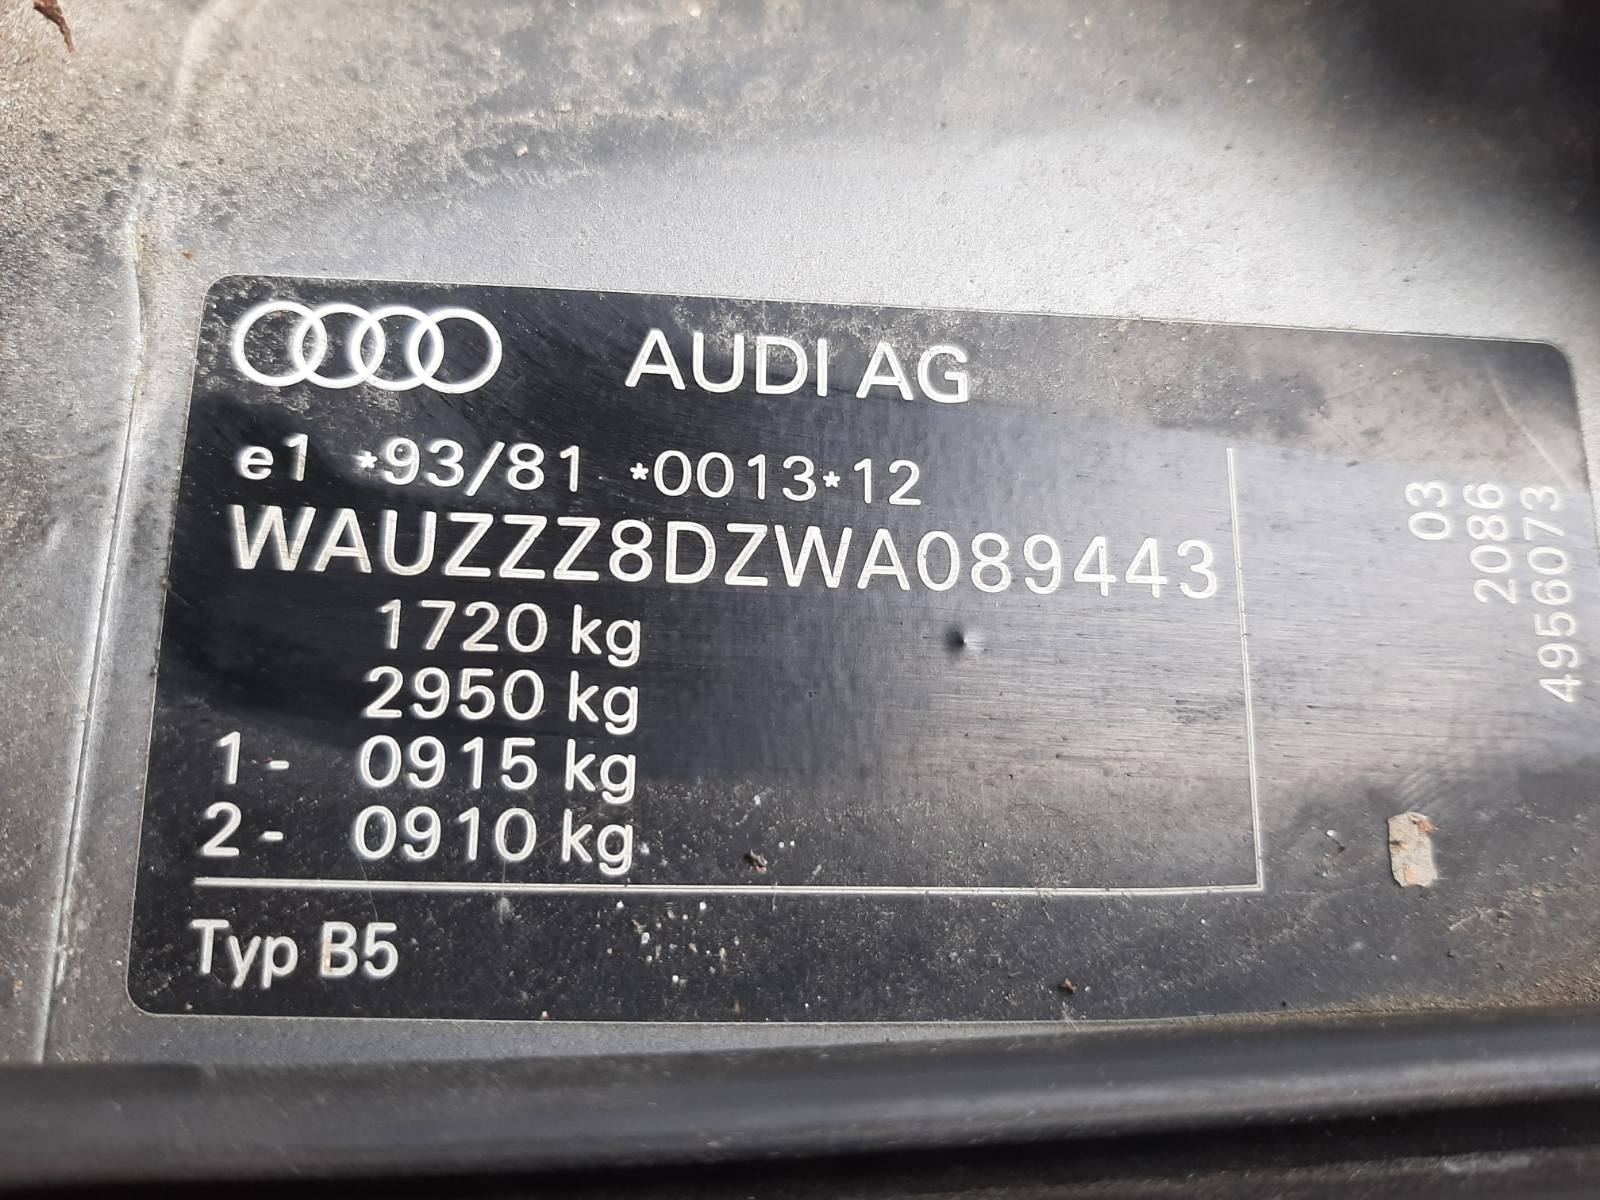 AUDI AG
e1 *93/81 *0013*12
WAUZZZ8DZWA089443
1720 kg
2950 kg
1- 0915 kg
2- 0910 kg
Typ B5
03
2086
4956073